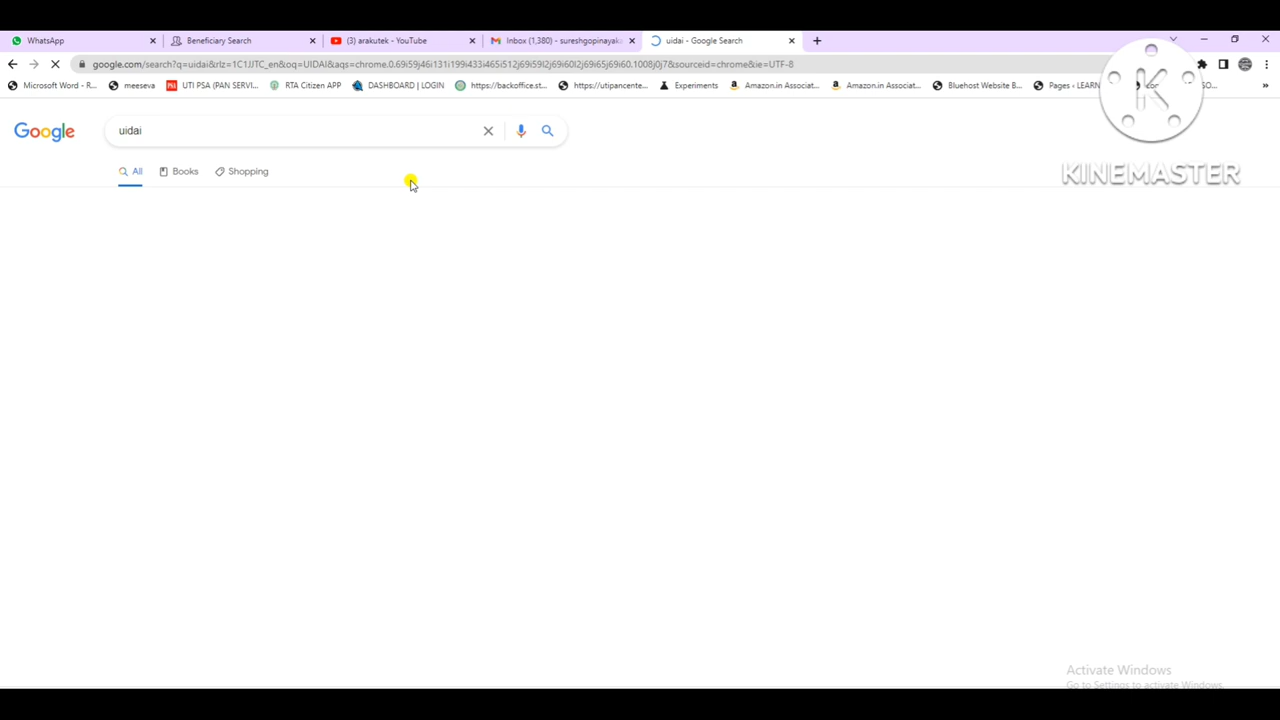 WhatsApp
Beneficiary Search
(3) arakutek - YouTube
Inbox (1,380) - sureshgopinayak
uidai - Google Search
google.com/search?q=uidai&rlz=1C1JJTC_en&oq=UIDAI&aqs=chrome.0.69i59j46i131i199i433i465i512j69i59l2j69i60l2j69i65j69i60.1008j0j7&sourceid=chrome&ie=UTF-8
Microsoft Word - R...
meeseva
UTI PSA (PAN SERVI...
RTA Citizen APP
DASHBOARD | LOGIN
https://backoffice.st...
https://utipancente...
Experiments
Amazon.in Associat...
Amazon.in Associat...
Bluehost Website B...
Pages ‹ LEARN
SO...
Google
uidai
All
Books
Shopping
K
KINEMASTER
Activate Windows
Go to Settings to activate Windows.